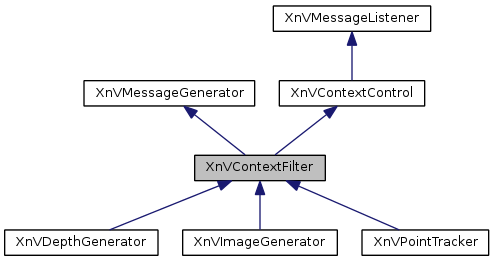 XnVMessageListener
XnVMessageGenerator
XnVContextControl
XnVContextFilter
XnVDepthGenerator
XnVImageGenerator
XnVPointTracker